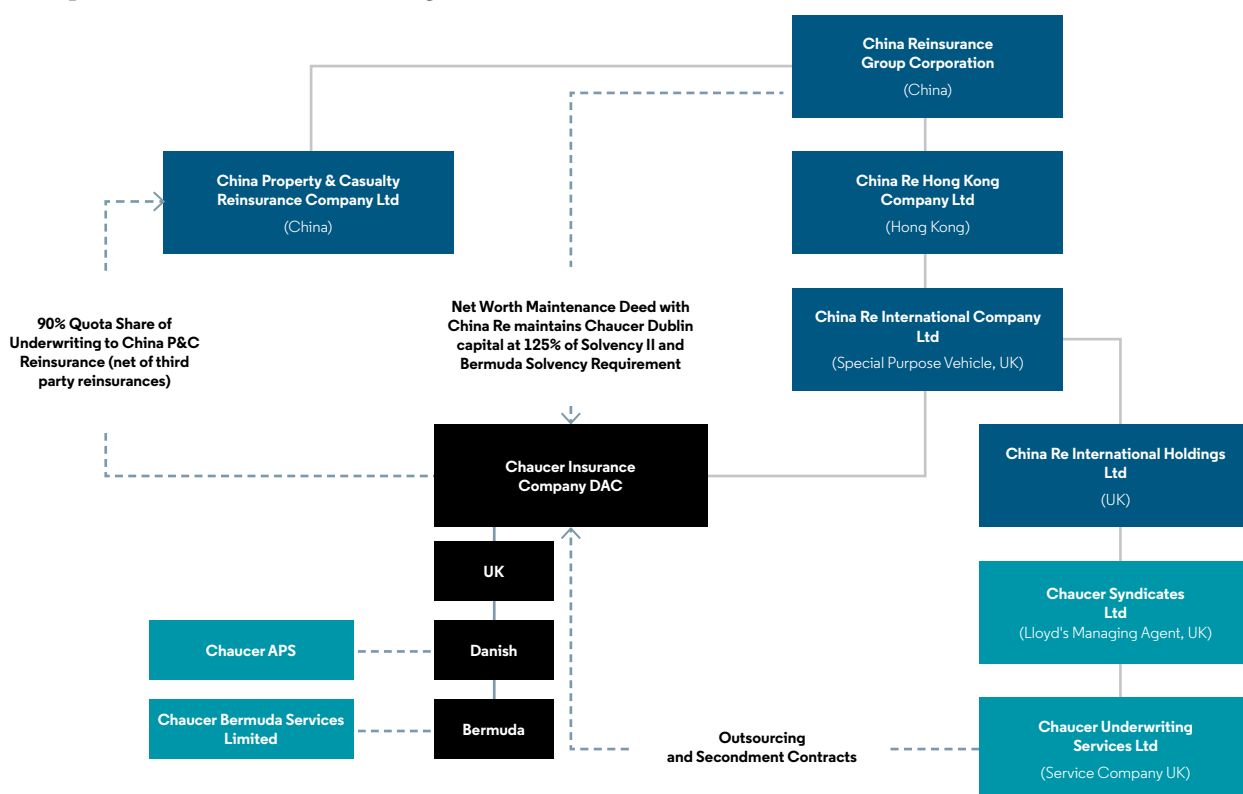 China Reinsurance
Group Corporation
(China)
China Property & Casualty
Reinsurance Company Ltd
(China)
China Re Hong Kong
Company Ltd
(Hong Kong)
90% Quota Share of
Underwriting to China P&C
Reinsurance (net of third
party reinsurances)
Net Worth Maintenance Deed with
China Re maintains Chaucer Dublin
capital at 125% of Solvency II and
Bermuda Solvency Requirement
China Re International Company
Ltd
(Special Purpose Vehicle, UK)
Chaucer Insurance
Company DAC
China Re International Holdings
Ltd
(UK)
UK
Chaucer Syndicates
Ltd
(Lloyd's Managing Agent, UK)
Chaucer APS
Danish
Chaucer Bermuda Services
Limited
Bermuda
Outsourcing
and Secondment Contracts
Chaucer Underwriting
Services Ltd
(Service Company UK)